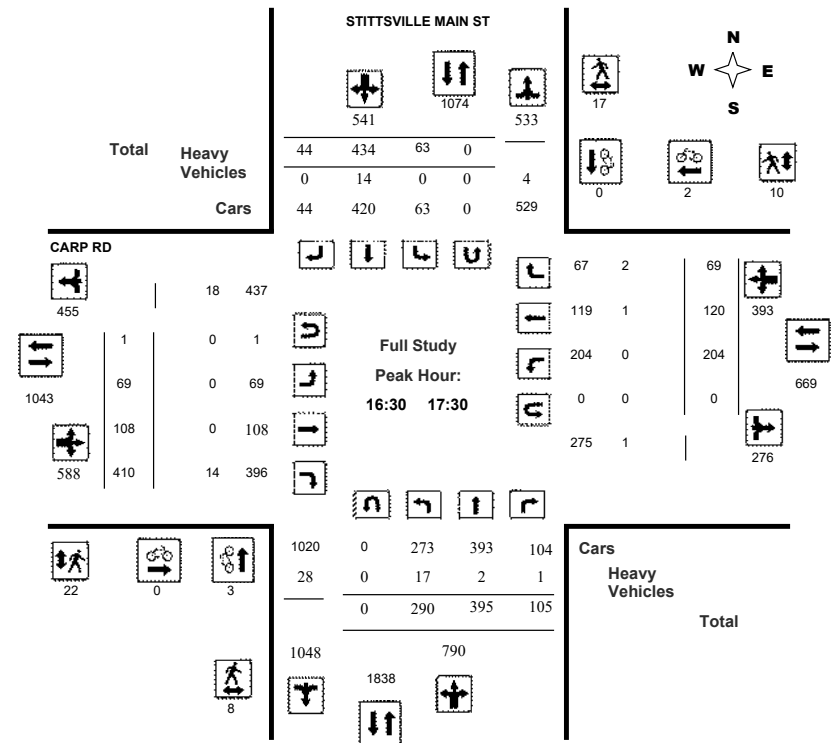 STITTSVILLE MAIN ST
N
W E
S
1074
17
541 533
Total Heavy Vehicles
44 434 63 0
0 14 0 0 4
Cars 44 420 63 0 529
0 2 10
CARP RD
455
18 437
67 2 69
393
119 1 120
1 0 1
1043
69 0 69
Full Study
Peak Hour:
16:30 17:30
204 0 204
669
108 0 108
0 0 0
588
410 14 396
275 1
276
1020 0 273 393 104
28 0 17 2 1
0 290 395 105
Cars
Heavy
Vehicles
Total
22 0 3
1048 790
1838
8